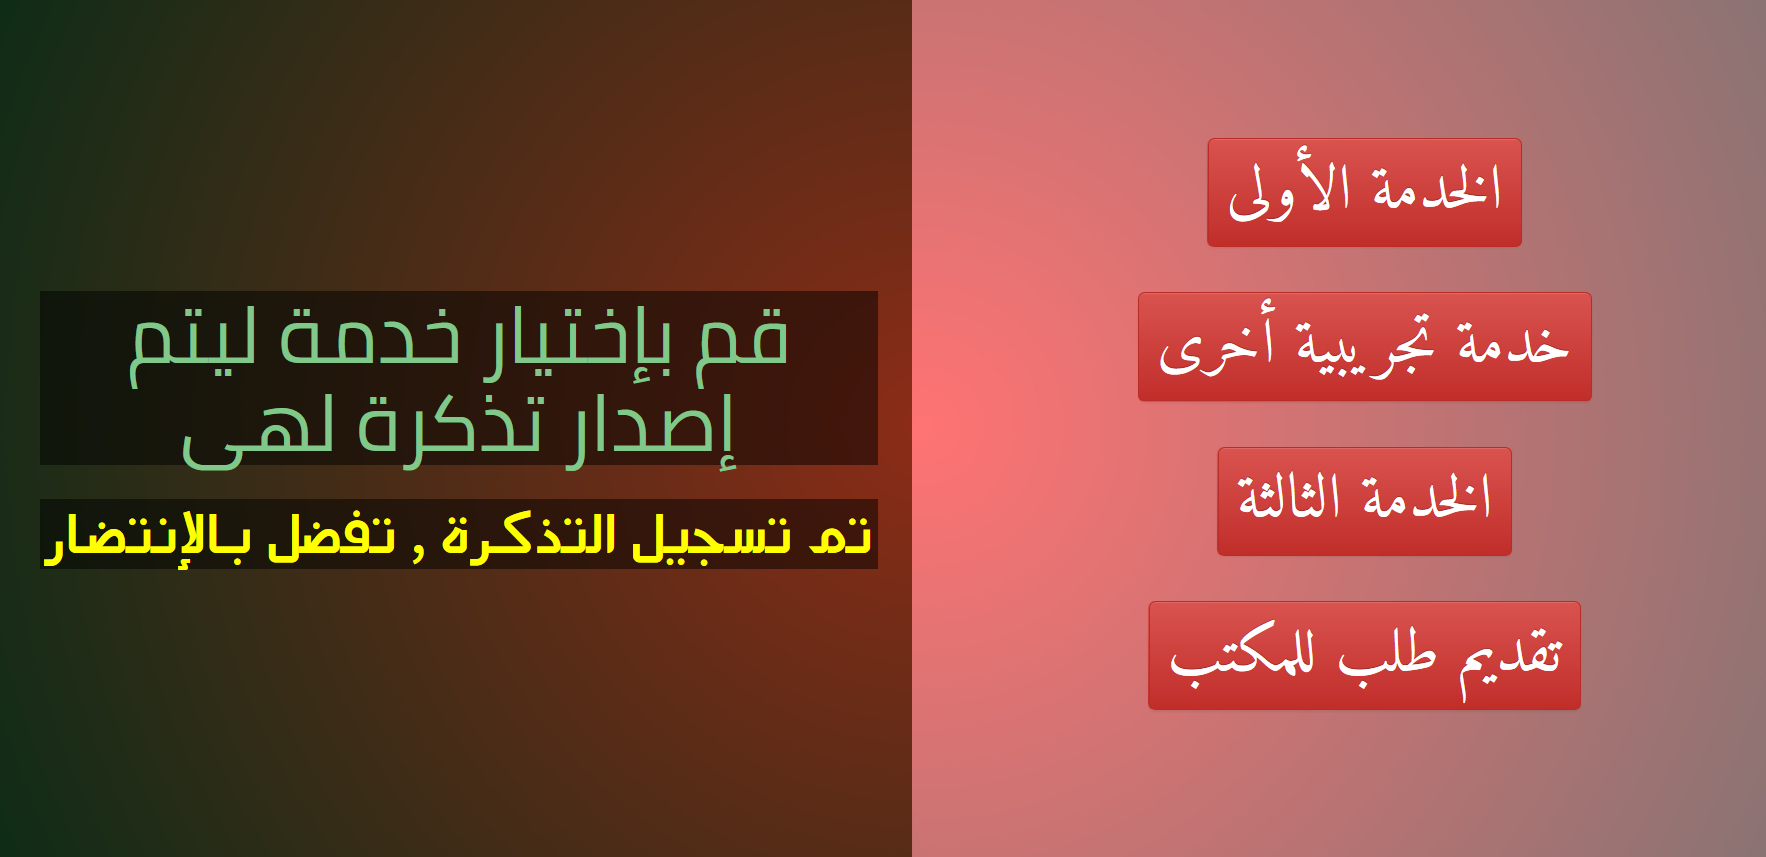 الخدمة الأولى
خدمة تجريبية أخرى
الخدمة الثالثة
تقديم طلب للمكتب
قم بإختيار خدمة ليتم
إصدار تذكرة لهى
تم تسجيل التذكرة , تفضل بالإنتضار